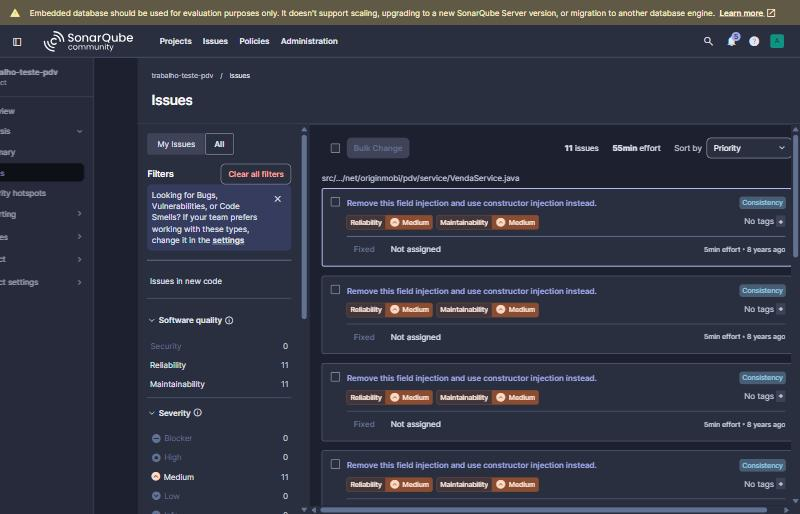 Embedded database should be used for evaluation purposes only. It doesn't support scaling, upgrading to a new SonarQube Server version, or migration to another database engine. Learn more
SonarQube community
Projects Issues Policies Administration
5
A
alho-teste-pdv
trabalho-teste-pdv / Issues
Issues
My Issues All
Filters Clear all filters
Looking for Bugs,
Vulnerabilities, or Code
Smells? If your team prefers
working with these types,
change it in the settings
Issues in new code
Software quality
Security 0
Reliability 11
Maintainability 11
Severity
Blocker 0
High 0
Medium 11
Low 0
Bulk Change 11 issues 55min effort Sort by Priority
src/.../net/originmobi/pdv/service/VendaService.java
Remove this field injection and use constructor injection instead. Consistency
Reliability Medium Maintainability Medium No tags
Fixed Not assigned 5min effort • 8 years ago
Remove this field injection and use constructor injection instead. Consistency
Reliability Medium Maintainability Medium No tags
Fixed Not assigned 5min effort • 8 years ago
Remove this field injection and use constructor injection instead. Consistency
Reliability Medium Maintainability Medium No tags
Fixed Not assigned 5min effort • 8 years ago
Remove this field injection and use constructor injection instead. Consistency
Reliability Medium Maintainability Medium No tags